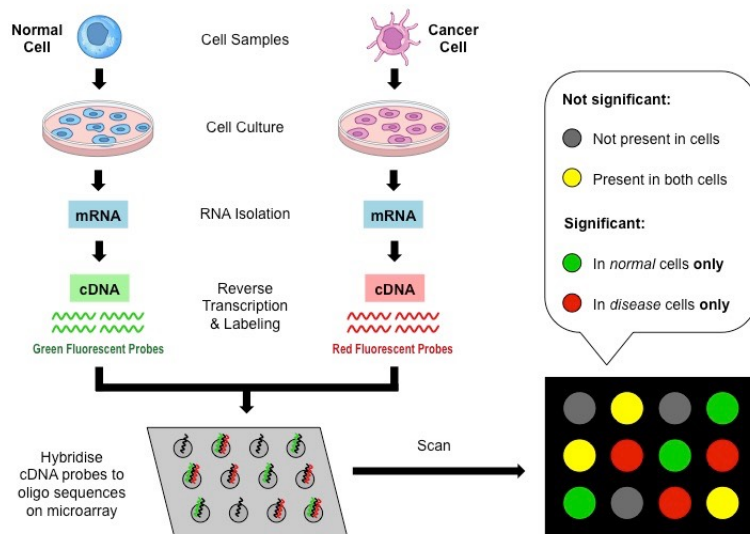 Normal
Cell
Cell Samples
Cancer
Cell
Cell Culture
mRNA
RNA Isolation
mRNA
cDNA
Reverse
Transcription
& Labeling
cDNA
Green Fluorescent Probes
Red Fluorescent Probes
Hybridise
cDNA probes to
oligo sequences
on microarray
Scan
Not significant:
Not present in cells
Present in both cells
Significant:
In normal cells only
In disease cells only